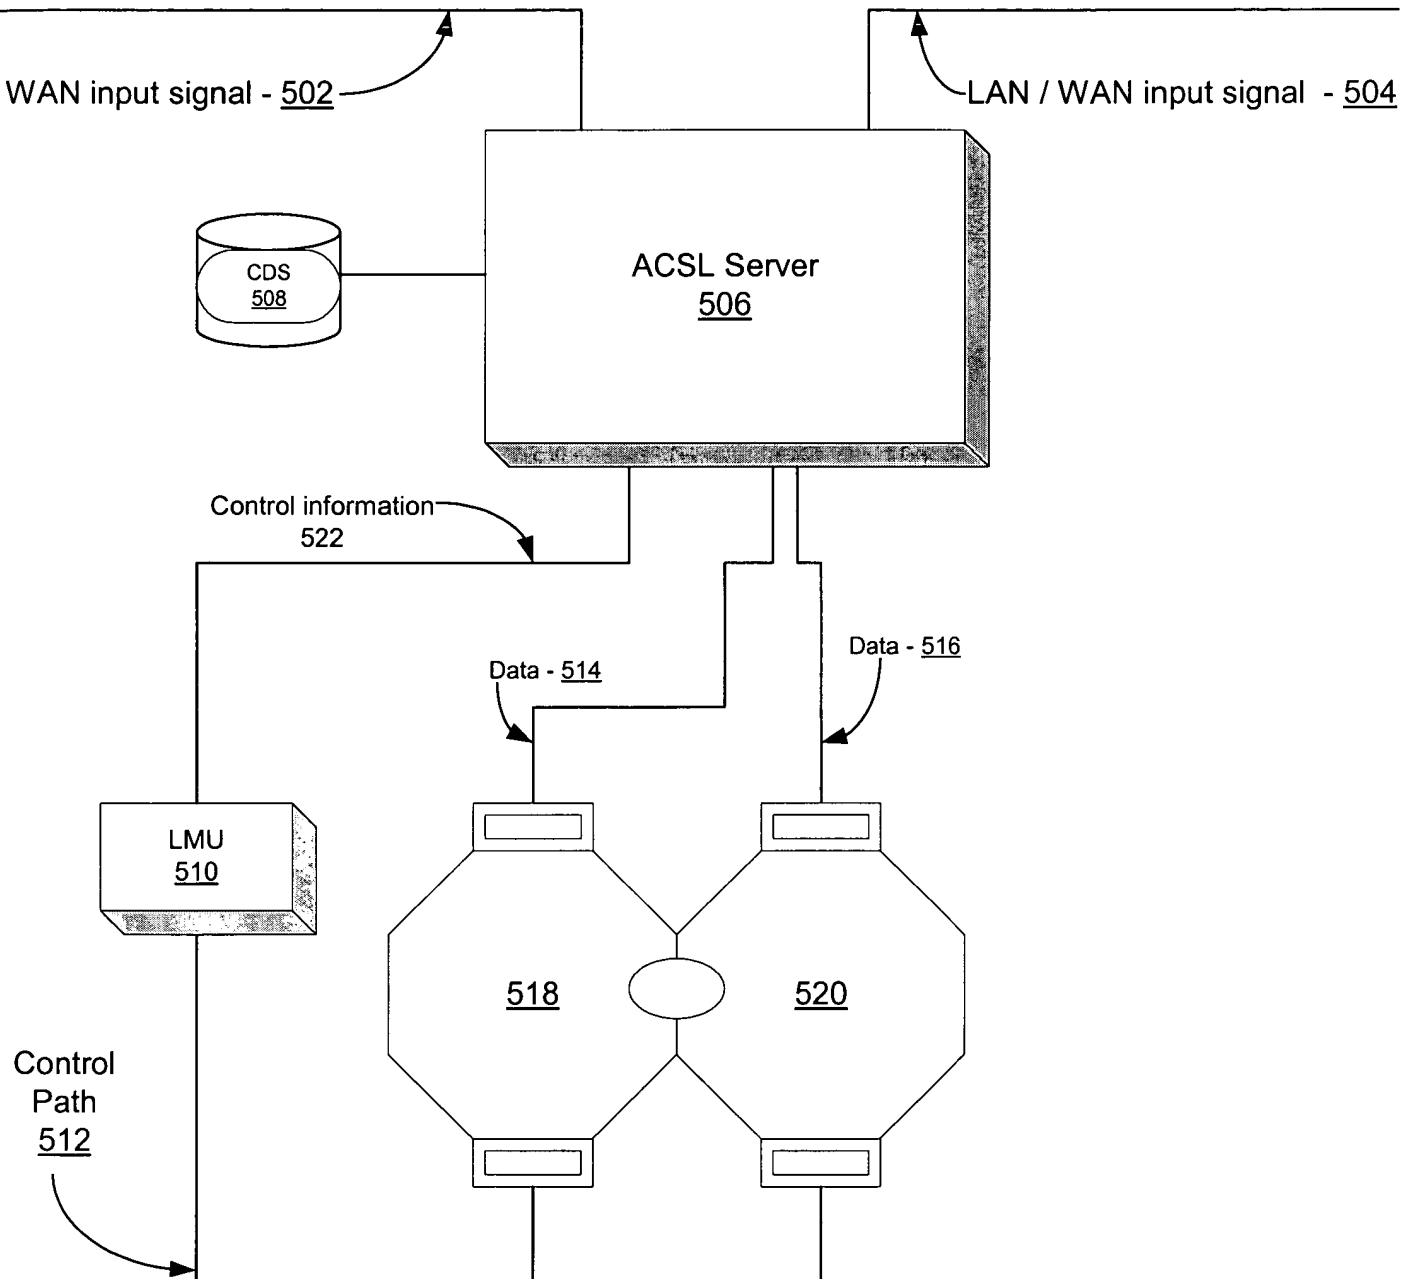 WAN input signal - 502
LAN / WAN input signal - 504
CDS
508
ACSL Server
506
Control information
522
Data - 514
Data - 516
LMU
510
518
520
Control
Path
512